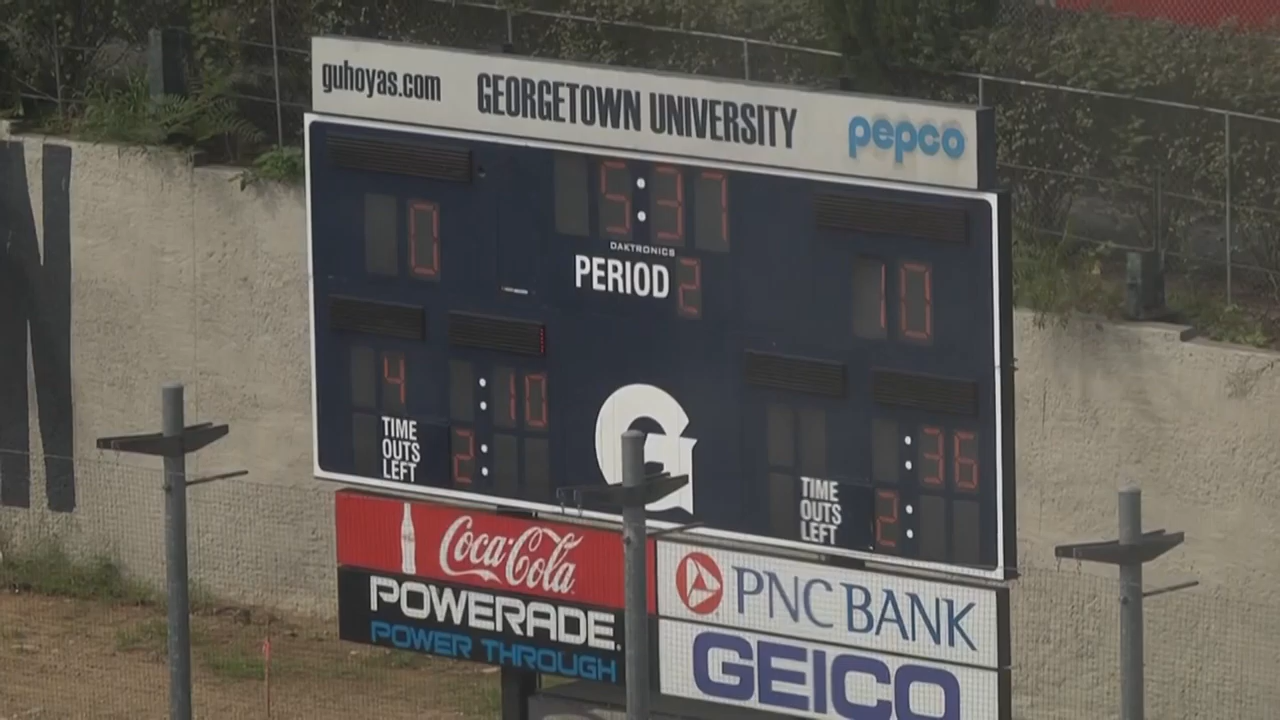 guhoyas.com GEORGETOWN UNIVERSITY pepco
5:37
DAKTRONICS
PERIOD 2
0 10
4 :10 :36
TIME OUTS LEFT 2:
TIME OUTS LEFT 2:
G
Coca-Cola
POWERADE
POWER THROUGH
PNC BANK
GEICO